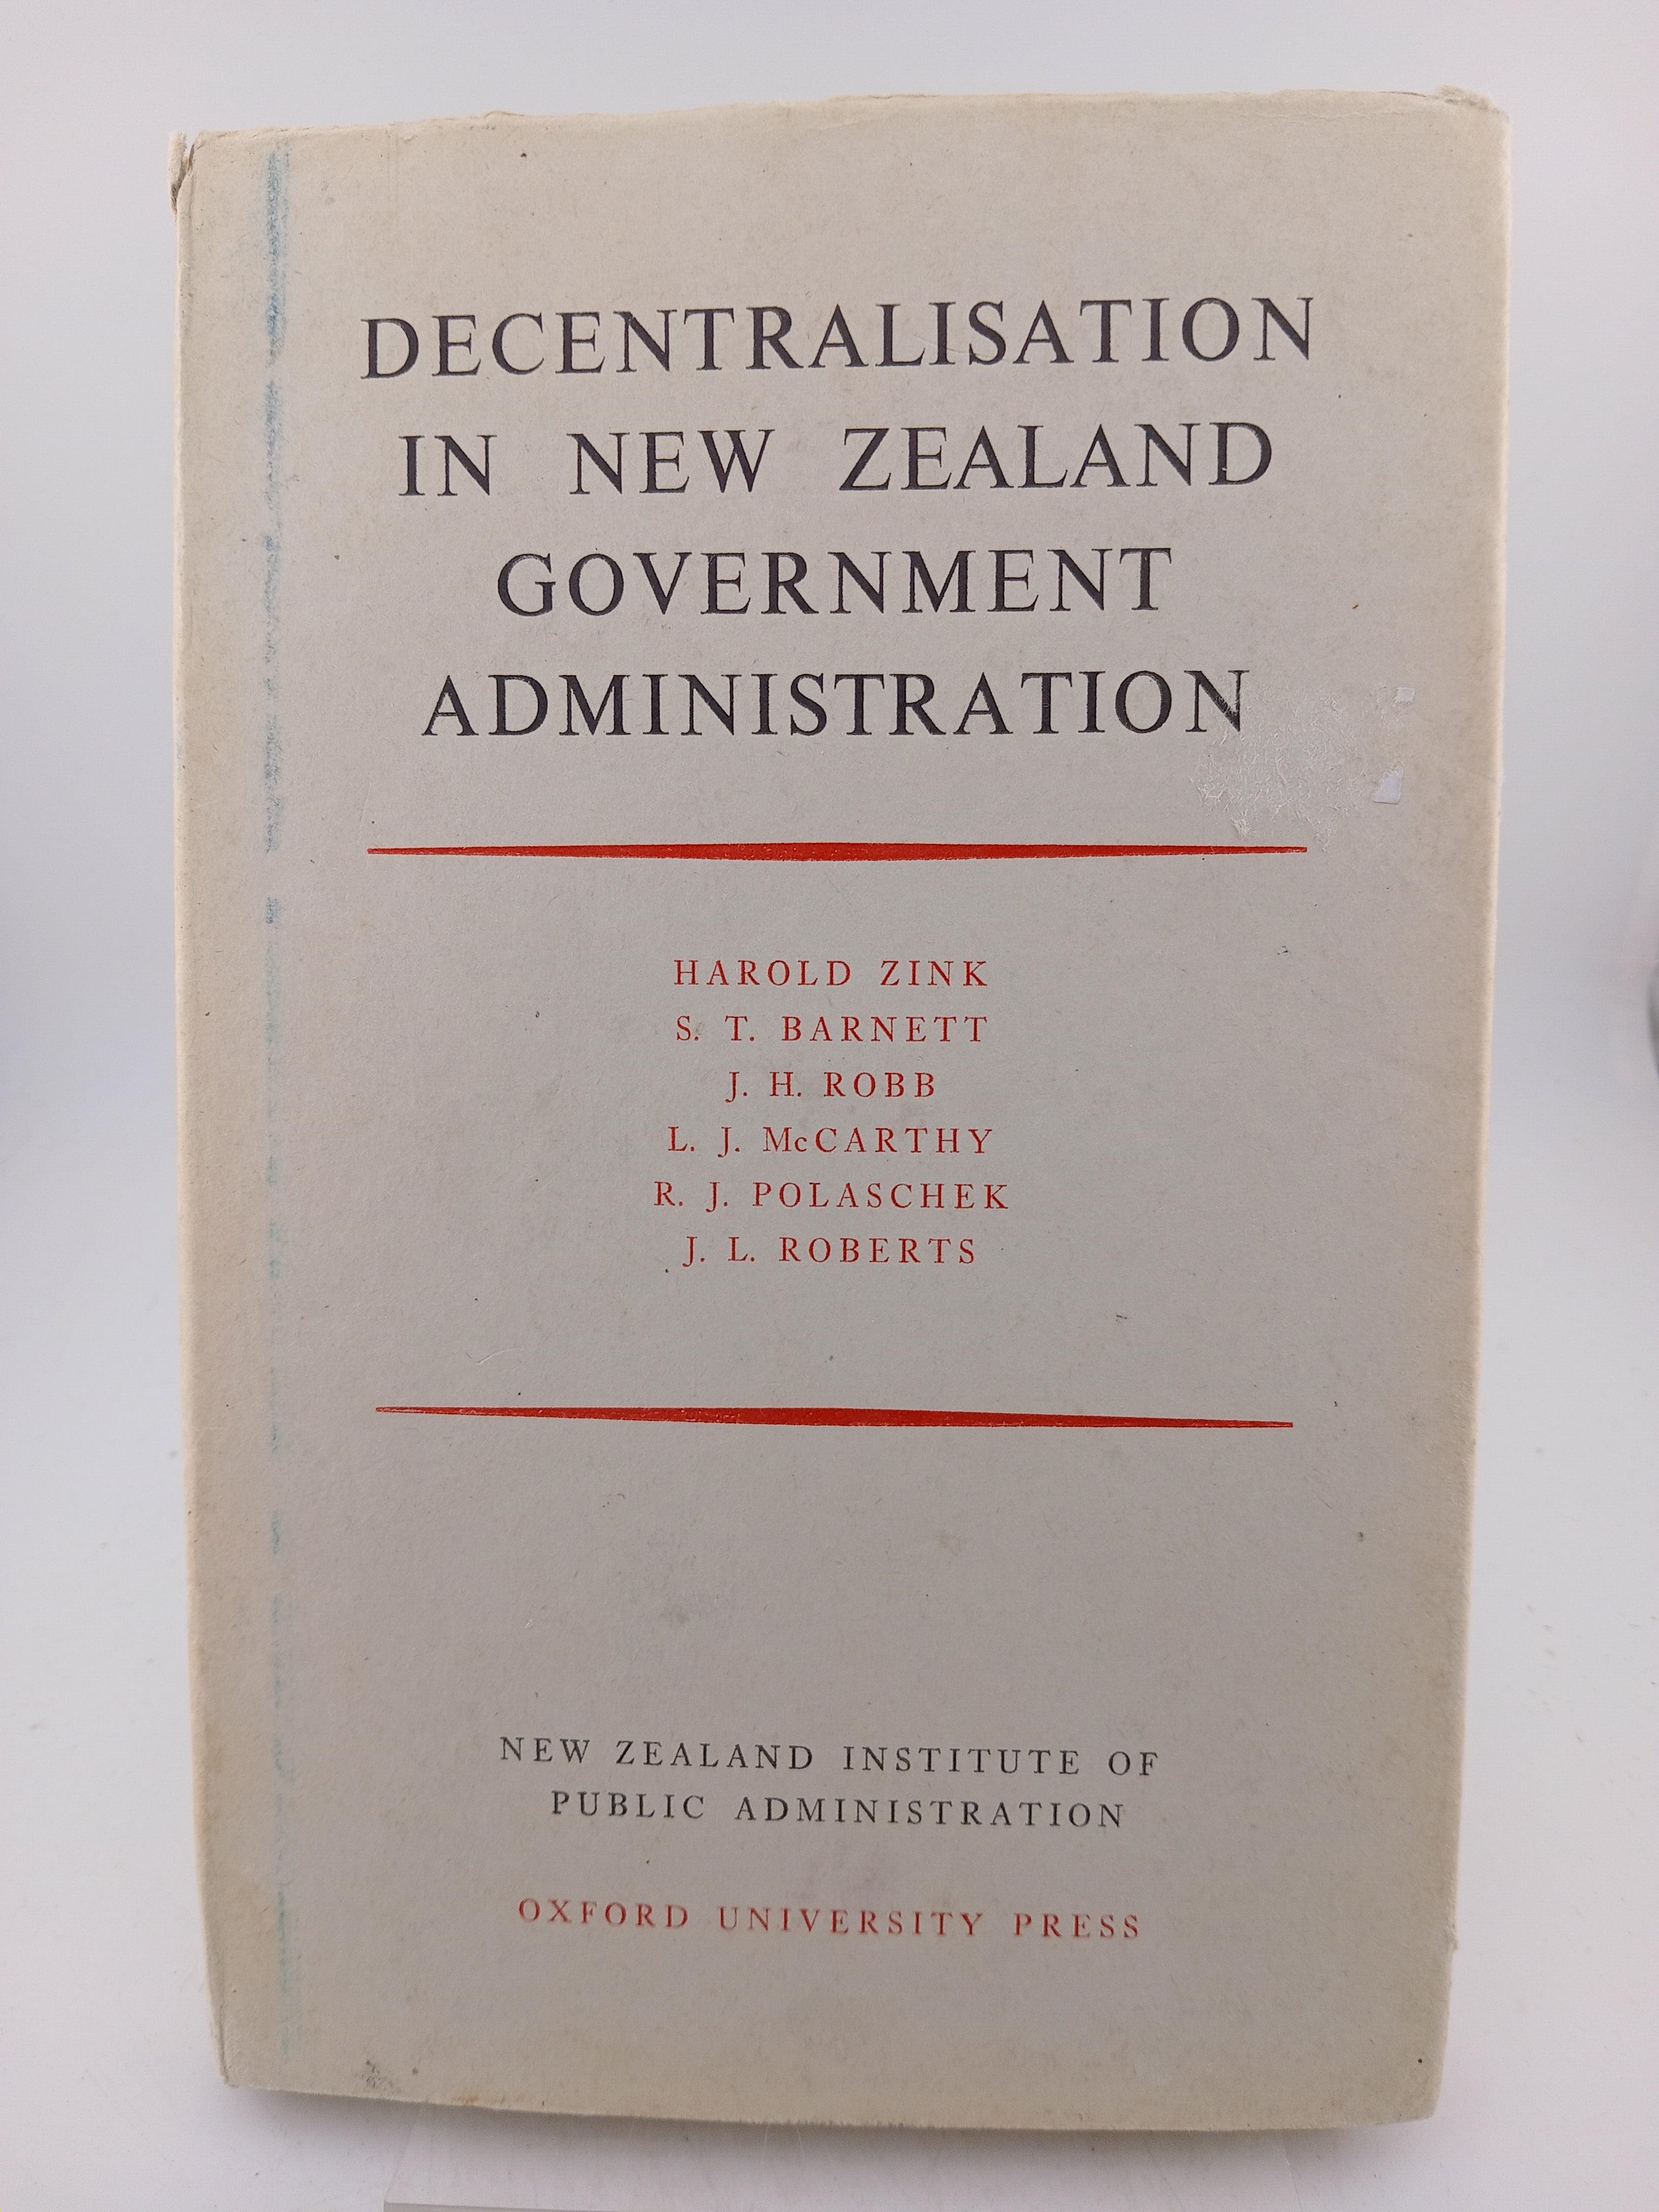 DECENTRALISATION
IN NEW ZEALAND
GOVERNMENT
ADMINISTRATION
HAROLD ZINK
S. T. BARNETT
J. H. ROBB
L. J. McCARTHY
R. J. POLASCHEK
J. L. ROBERTS
NEW ZEALAND INSTITUTE OF
PUBLIC ADMINISTRATION
OXFORD UNIVERSITY PRESS